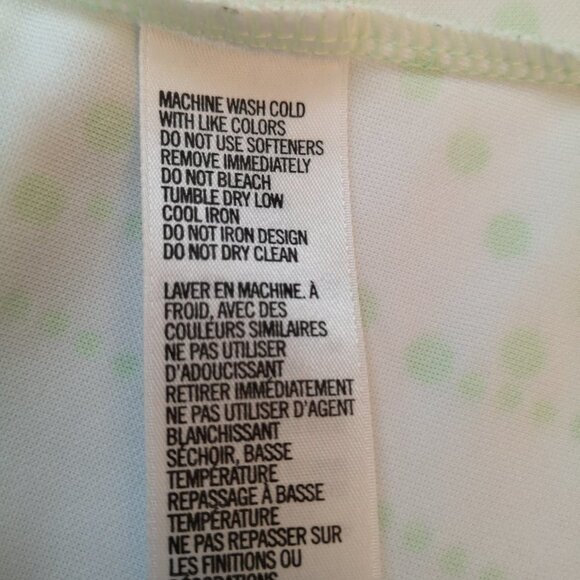 MACHINE WASH COLD
WITH LIKE COLORS
DO NOT USE SOFTENERS
REMOVE IMMEDIATELY
DO NOT BLEACH
TUMBLE DRY LOW
COOL IRON
DO NOT IRON DESIGN
DO NOT DRY CLEAN
LAVER EN MACHINE. À
FROID, AVEC DES
COULEURS SIMILAIRES
NE PAS UTILISER
D'ADOUCISSANT
RETIRER IMMÉDIATEMENT
NE PAS UTILISER D'AGENT
BLANCHISSANT
SÉCHOIR, BASSE
TEMPÉRATURE
REPASSAGE À BASSE
TEMPÉRATURE
NE PAS REPASSER SUR
LES FINITIONS OU